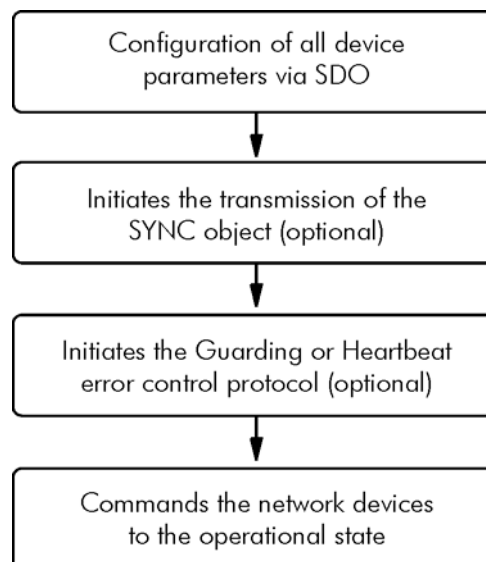 Configuration of all device
parameters via SDO
Initiates the transmission of the
SYNC object (optional)
Initiates the Guarding or Heartbeat
error control protocol (optional)
Commands the network devices
to the operational state